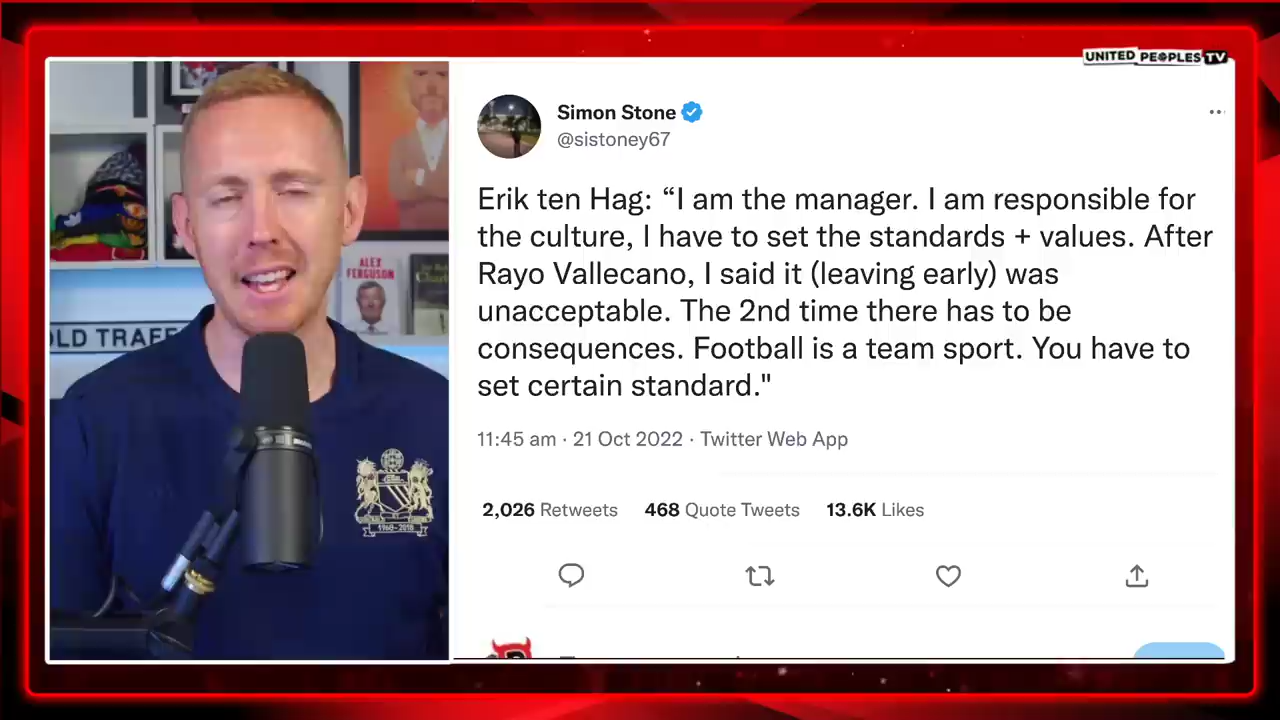 UNITED PEOPLES TV
Simon Stone
@sistoney67
Erik ten Hag: “I am the manager. I am responsible for
the culture, I have to set the standards + values. After
Rayo Vallecano, I said it (leaving early) was
unacceptable. The 2nd time there has to be
consequences. Football is a team sport. You have to
set certain standard."
11:45 am · 21 Oct 2022 · Twitter Web App
2,026 Retweets 468 Quote Tweets 13.6K Likes
ALEX
FERGUSON
OLD TRAFF
1968-2018